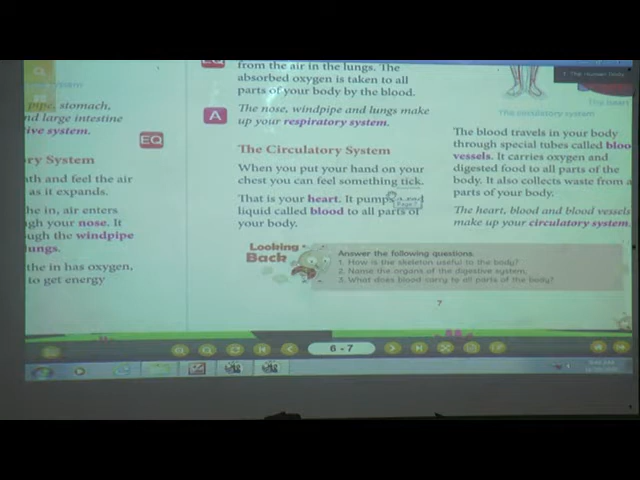 pipe, stomach,
nd large intestine
tive system.
EQ
ory System
ath and feel the air
as it expands.
he in, air enters
ugh your nose. It
ough the windpipe
lungs.
the in has oxygen,
to get energy
EQ
from the air in the lungs. The
absorbed oxygen is taken to all
parts of your body by the blood.
A
The nose, windpipe and lungs make
up your respiratory system.
The Circulatory System
When you put your hand on your
chest you can feel something tick.
That is your heart. It pumps a red
liquid called blood to all parts of
your body.
The circulatory system
The heart
The blood travels in your body
through special tubes called bloo
vessels. It carries oxygen and
digested food to all parts of the
body. It also collects waste from a
parts of your body.
The heart, blood and blood vessels
make up your circulatory system.
Looking
Back
Answer the following questions.
1. How is the skeleton useful to the body?
2. Name the organs of the digestive system.
3. What does blood carry to all parts of the body?
7
6 - 7